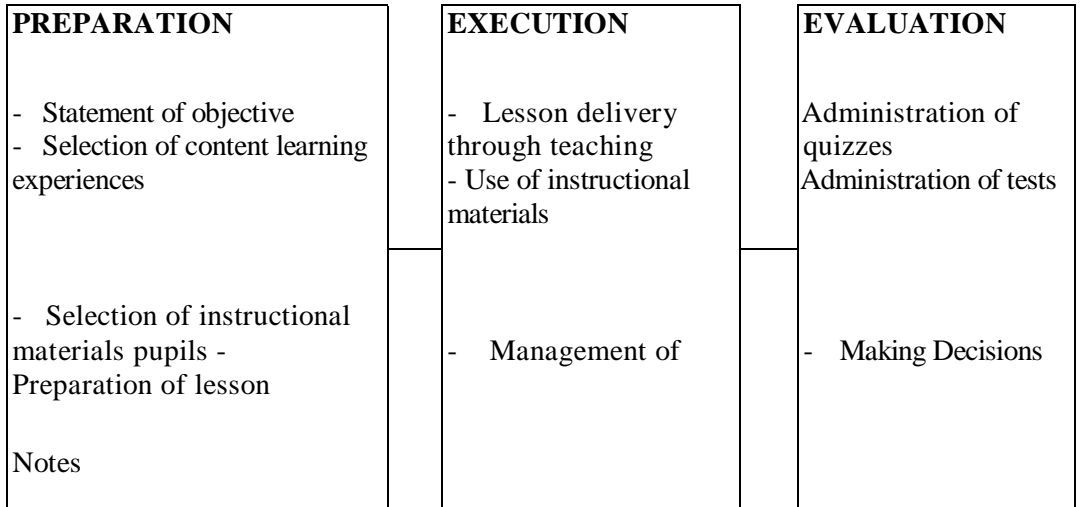 PREPARATION
- Statement of objective
- Selection of content learning
experiences
- Selection of instructional
materials pupils -
Preparation of lesson
Notes
EXECUTION
- Lesson delivery
through teaching
- Use of instructional
materials
- Management of
EVALUATION
Administration of
quizzes
Administration of tests
- Making Decisions